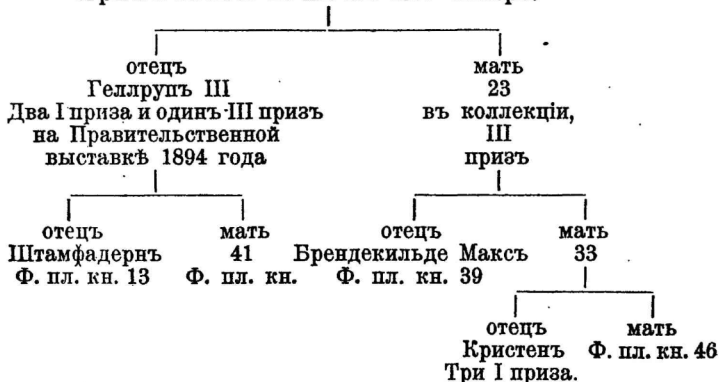 отецъ
Геллрупъ III
Два I приза и одинъ III призъ
на Правительственной
выставкѣ 1894 года
мать
23
въ коллекціи,
III
призъ
отецъ
Штамфадернъ
Ф. пл. кн. 13
мать
41
Ф. пл. кн.
отецъ
Брендекильде Максъ
Ф. пл. кн. 39
мать
33
отецъ
Кристенъ
Три I приза.
мать
Ф. пл. кн. 46